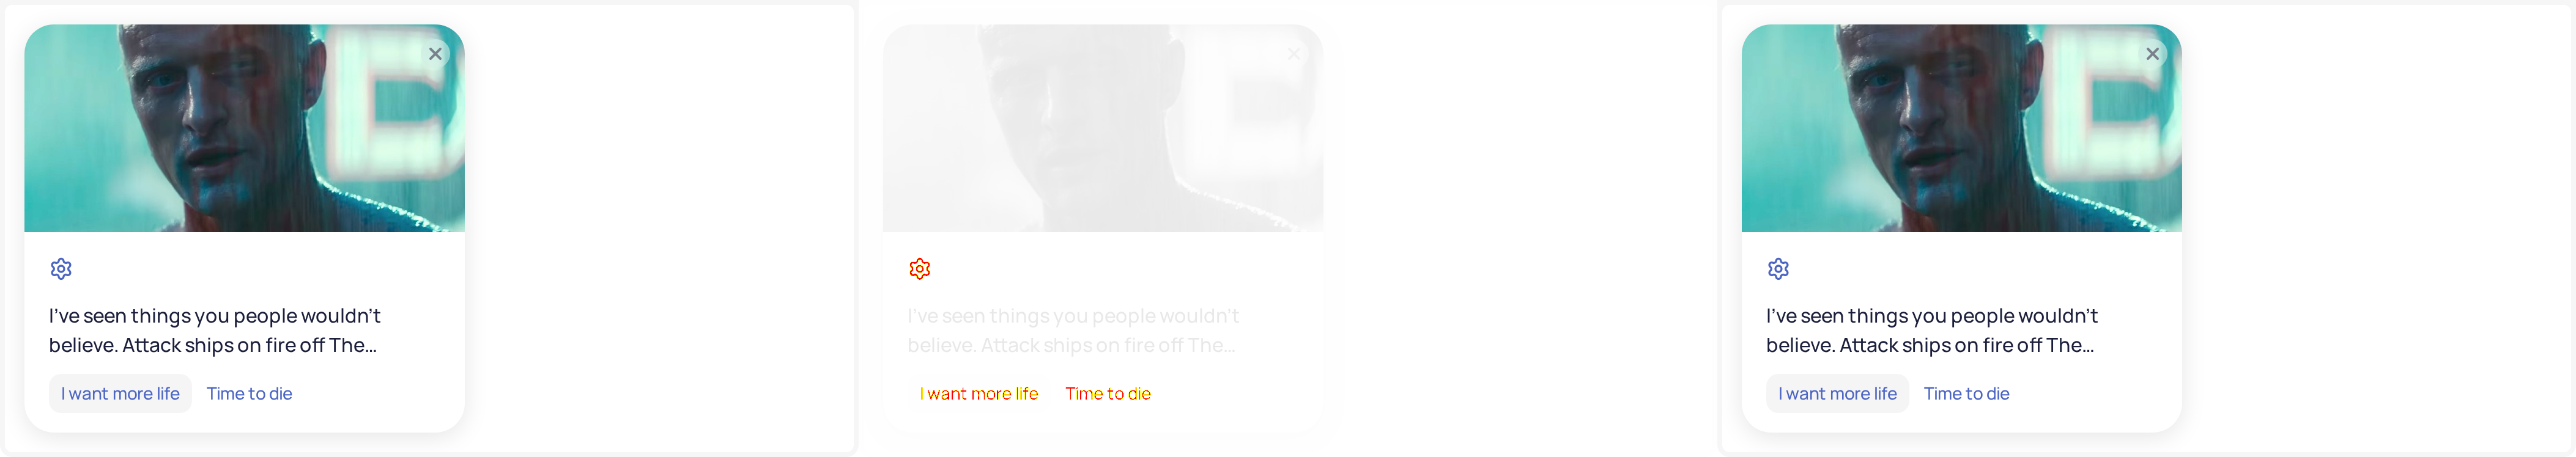 I've seen things you people wouldn't
believe. Attack ships on fire off The...
I want more life
Time to die
I've seen things you people wouldn't
believe. Attack ships on fire off The...
I want more life
Time to die
I've seen things you people wouldn't
believe. Attack ships on fire off The...
I want more life
Time to die